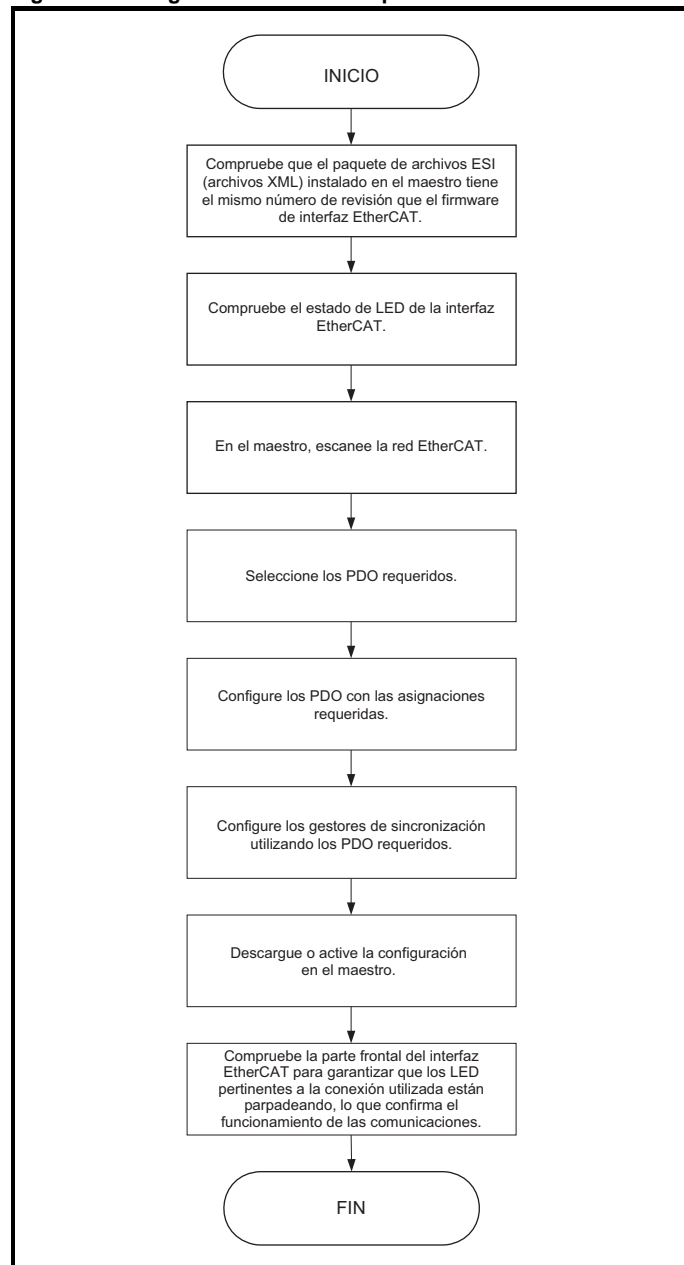 INICIO
Compruebe que el paquete de archivos ESI
(archivos XML) instalado en el maestro tiene
el mismo número de revisión que el firmware
de interfaz EtherCAT.
Compruebe el estado de LED de la interfaz
EtherCAT.
En el maestro, escanee la red EtherCAT.
Seleccione los PDO requeridos.
Configure los PDO con las asignaciones
requeridas.
Configure los gestores de sincronización
utilizando los PDO requeridos.
Descargue o active la configuración
en el maestro.
Compruebe la parte frontal del interfaz
EtherCAT para garantizar que los LED
pertinentes a la conexión utilizada están
parpadeando, lo que confirma el
funcionamiento de las comunicaciones.
FIN